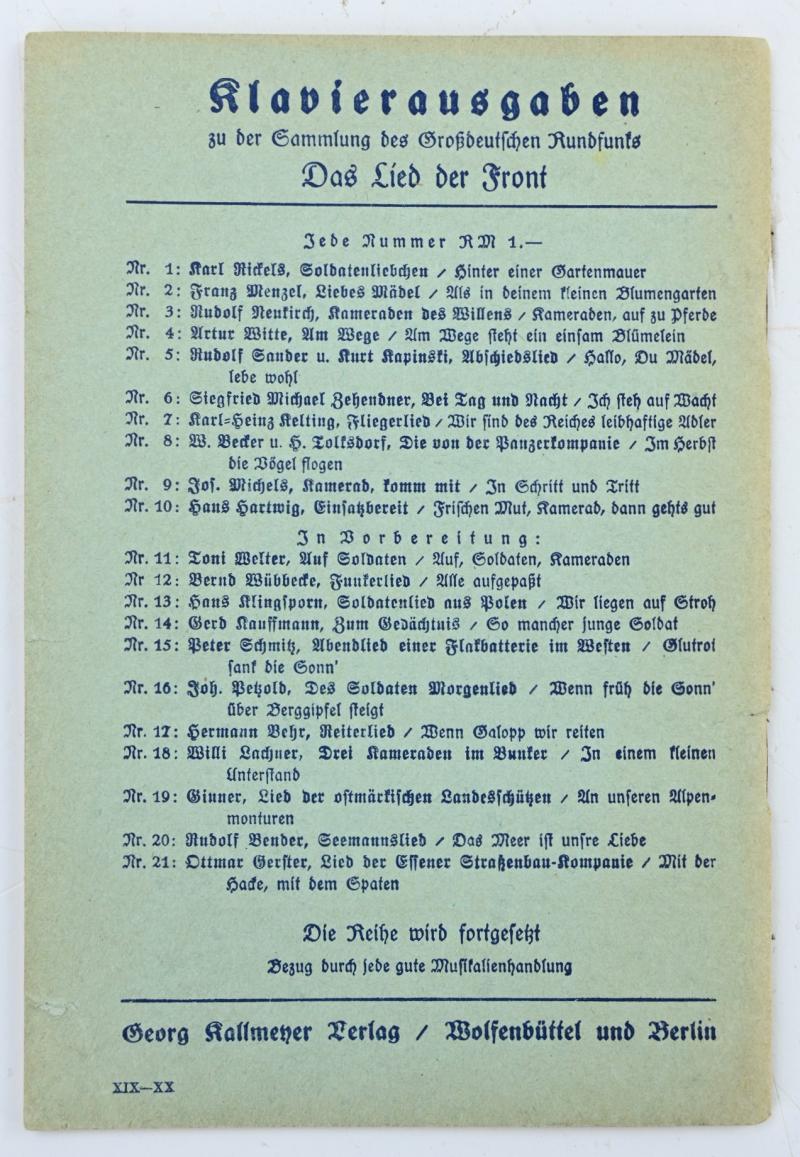 Klavierausgaben
zu der Sammlung des Großdeutschen Rundfunks
Das Lied der Front
Jede Nummer RM 1.—
Nr. 1: Karl Rickels, Soldatenliebchen / Hinter einer Gartenmauer
Nr. 2: Franz Menzel, Liebes Mädel / Als in deinem kleinen Blumengarten
Nr. 3: Rudolf Neukirch, Kameraden des Willens / Kameraden, auf zu Pferde
Nr. 4: Artur Witte, Am Wege / Am Wege steht ein einsam Blümelein
Nr. 5: Rudolf Sander u. Kurt Kapinski, Abschiedslied / Hallo, Du Mädel,
lebe wohl
Nr. 6: Siegfried Michael Zehendner, Bei Tag und Nacht / Ich steh auf Wacht
Nr. 7: Karl=Heinz Kelting, Fliegerlied / Wir sind des Reiches leibhaftige Adler
Nr. 8: W. Becker u. H. Tolksdorf, Die von der Panzerkompanie / Im Herbst
die Vögel flogen
Nr. 9: Jos. Michels, Kamerad, komm mit / In Schritt und Tritt
Nr. 10: Hans Hartwig, Einsatzbereit / Frischen Mut, Kamerad, dann gehts gut
In Vorbereitung:
Nr. 11: Toni Welter, Auf Soldaten / Auf, Soldaten, Kameraden
Nr 12: Bernd Wübbecke, Funkerlied / Alle aufgepaßt
Nr. 13: Hans Klingsporn, Soldatenlied aus Polen / Wir liegen auf Stroh
Nr. 14: Gerd Kauffmann, Zum Gedächtnis / So mancher junge Soldat
Nr. 15: Peter Schmitz, Abendlied einer Flakbatterie im Westen / Glutrot
sank die Sonn'
Nr. 16: Joh. Petzold, Des Soldaten Morgenlied / Wenn früh die Sonn'
über Berggipfel steigt
Nr. 17: Hermann Behr, Reiterlied / Wenn Galopp wir reiten
Nr. 18: Willi Lachner, Drei Kameraden im Bunker / In einem kleinen
Unterstand
Nr. 19: Ginner, Lied der ostmärkischen Landesschützen / An unseren Alpen-
monturen
Nr. 20: Rudolf Bender, Seemannslied / Das Meer ist unsre Liebe
Nr. 21: Ottmar Gerster, Lied der Essener Straßenbau-Kompanie / Mit der
Hacke, mit dem Spaten
Die Reihe wird fortgesetzt
Bezug durch jede gute Musikalienhandlung
Georg Kallmeyer Verlag / Wolfenbüttel und Berlin
XIX—XX